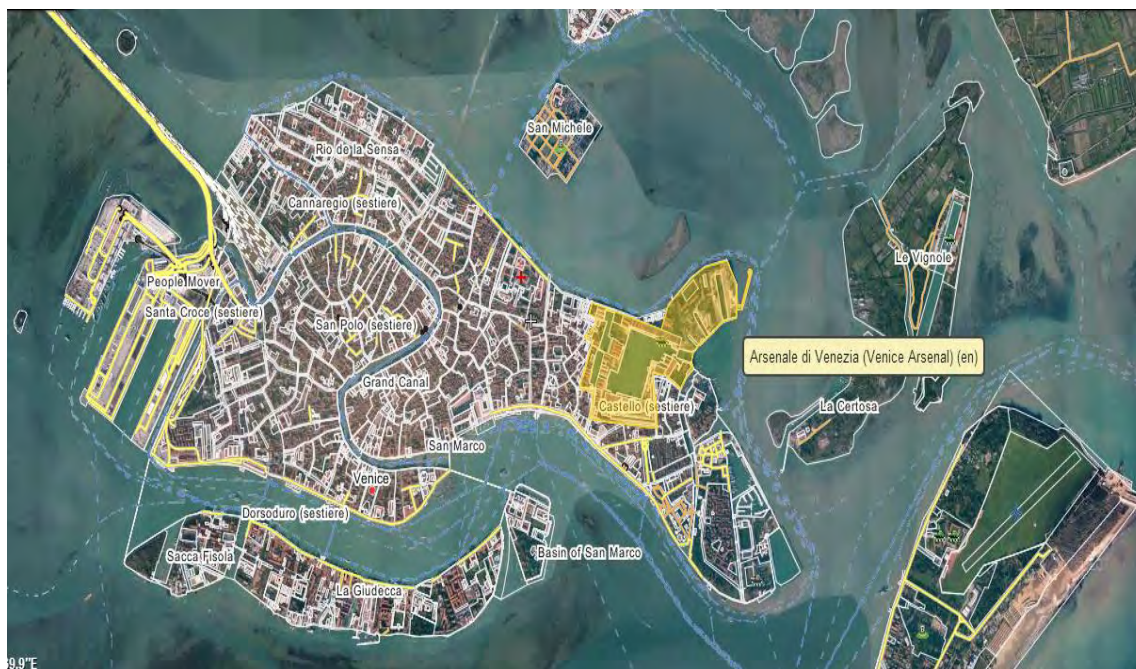 San Michele
Rio de la Sensa
Cannaregio (sestiere)
Le Vignole
People Mover
Santa Croce (sestiere)
San Polo (sestiere)
Arsenale di Venezia (Venice Arsenal) (en)
Grand Canal
Castello (sestiere)
La Certosa
San Marco
Venice
Dorsoduro (sestiere)
Sacca Fisola
Basin of San Marco
La Giudecca
39.9"E